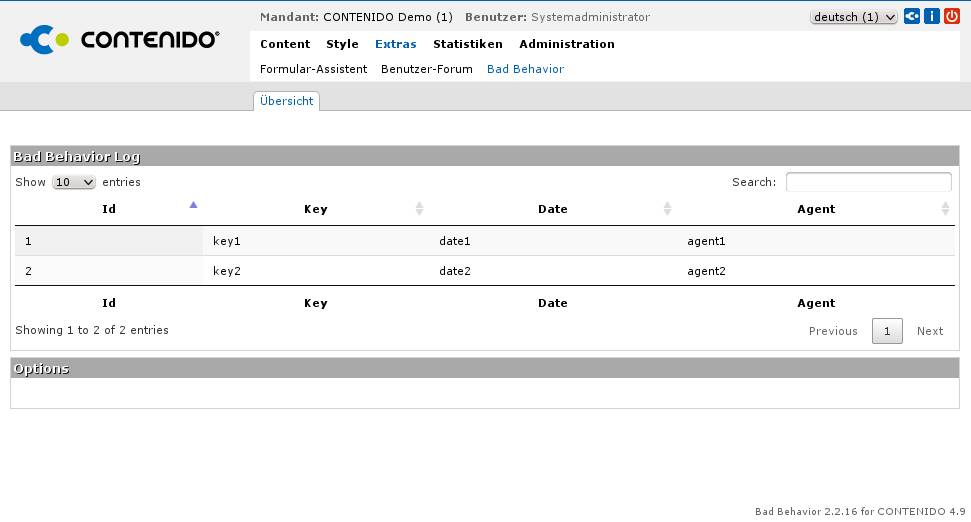 Mandant: CONTENIDO Demo (1) Benutzer: Systemadministrator deutsch (1)
CONTENIDO
Content Style Extras Statistiken Administration
Formular-Assistent Benutzer-Forum Bad Behavior
Übersicht
Bad Behavior Log
Show 10 entries Search:
Id Key Date Agent
1 key1 date1 agent1
2 key2 date2 agent2
Id Key Date Agent
Showing 1 to 2 of 2 entries Previous 1 Next
Options
Bad Behavior 2.2.16 for CONTENIDO 4.9